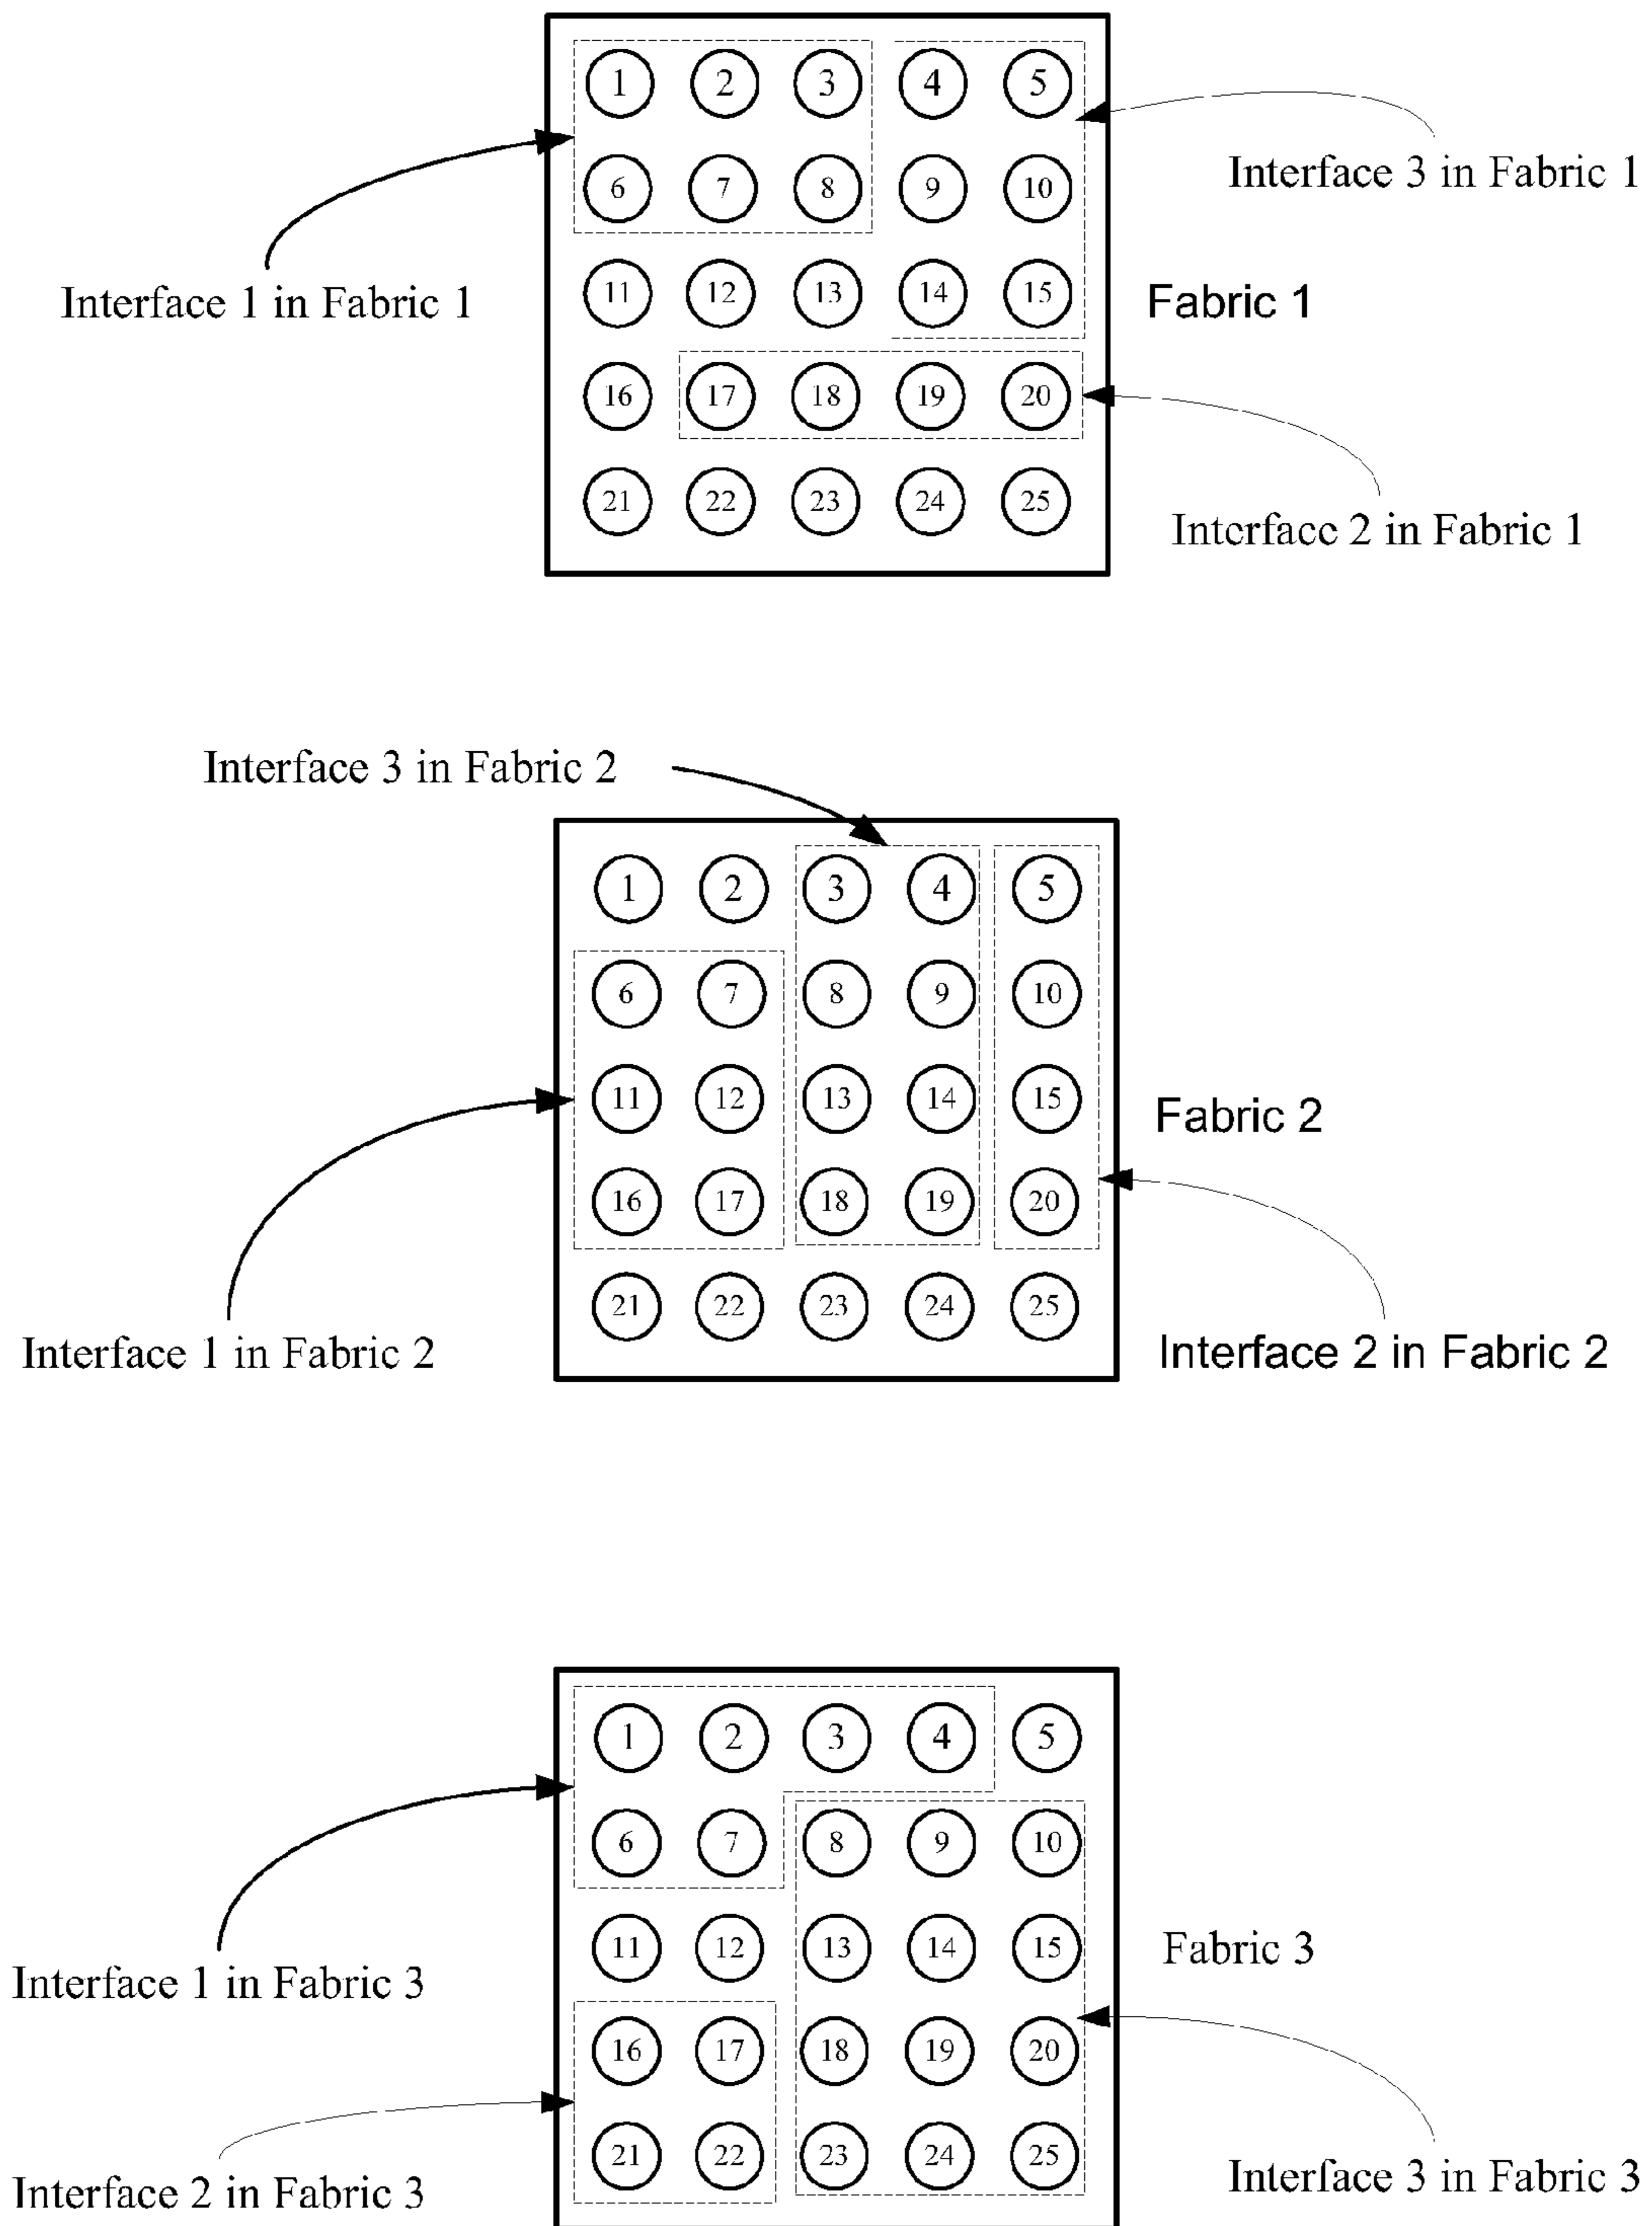 1 2 3 4 5
Interface 3 in Fabric 1
6 7 8 9 10
Interface 1 in Fabric 1
11 12 13 14 15
Fabric 1
16 17 18 19 20
21 22 23 24 25
Interface 2 in Fabric 1
Interface 3 in Fabric 2
1 2 3 4 5
6 7 8 9 10
11 12 13 14 15
Fabric 2
16 17 18 19 20
21 22 23 24 25
Interface 1 in Fabric 2
Interface 2 in Fabric 2
1 2 3 4 5
6 7 8 9 10
11 12 13 14 15
Fabric 3
Interface 1 in Fabric 3
16 17 18 19 20
21 22 23 24 25
Interface 2 in Fabric 3
Interface 3 in Fabric 3